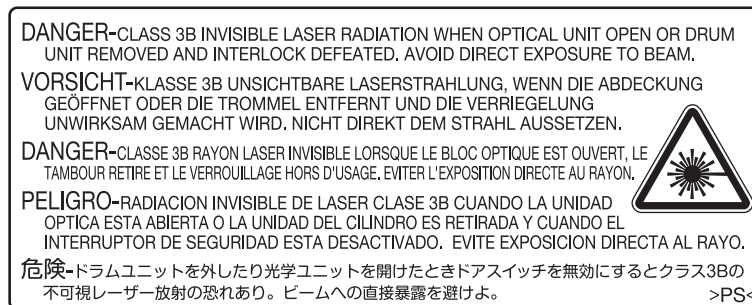 DANGER-CLASS 3B INVISIBLE LASER RADIATION WHEN OPTICAL UNIT OPEN OR DRUM
UNIT REMOVED AND INTERLOCK DEFEATED. AVOID DIRECT EXPOSURE TO BEAM.
VORSICHT-KLASSE 3B UNSICHTBARE LASERSTRAHLUNG, WENN DIE ABDECKUNG
GEÖFFNET ODER DIE TROMMEL ENTFERNT UND DIE VERRIEGELUNG
UNWIRKSAM GEMACHT WIRD. NICHT DIREKT DEM STRAHL AUSSETZEN.
DANGER-CLASSE 3B RAYON LASER INVISIBLE LORSQUE LE BLOC OPTIQUE EST OUVERT, LE
TAMBOUR RETIRE ET LE VERROUILLAGE HORS D'USAGE. EVITER L'EXPOSITION DIRECTE AU RAYON.
PELIGRO-RADIACION INVISIBLE DE LASER CLASE 3B CUANDO LA UNIDAD
OPTICA ESTA ABIERTA O LA UNIDAD DEL CILINDRO ES RETIRADA Y CUANDO EL
INTERRUPTOR DE SEGURIDAD ESTA DESACTIVADO. EVITE EXPOSICION DIRECTA AL RAYO.
危険-ドラムユニットを外したり光学ユニットを開けたときドアスイッチを無効にするとクラス3Bの
不可視レーザー放射の恐れあり。ビームへの直接暴露を避けよ。 >PS<